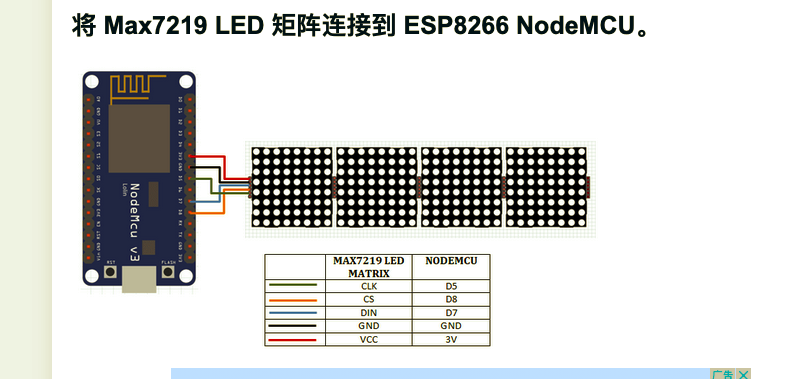 将 Max7219 LED 矩阵连接到 ESP8266 NodeMCU。
NodeMcu v3
LoLin
RST
FLASH
MAX7219 LED MATRIX NODEMCU
CLK D5
CS D8
DIN D7
GND GND
VCC 3V
广告